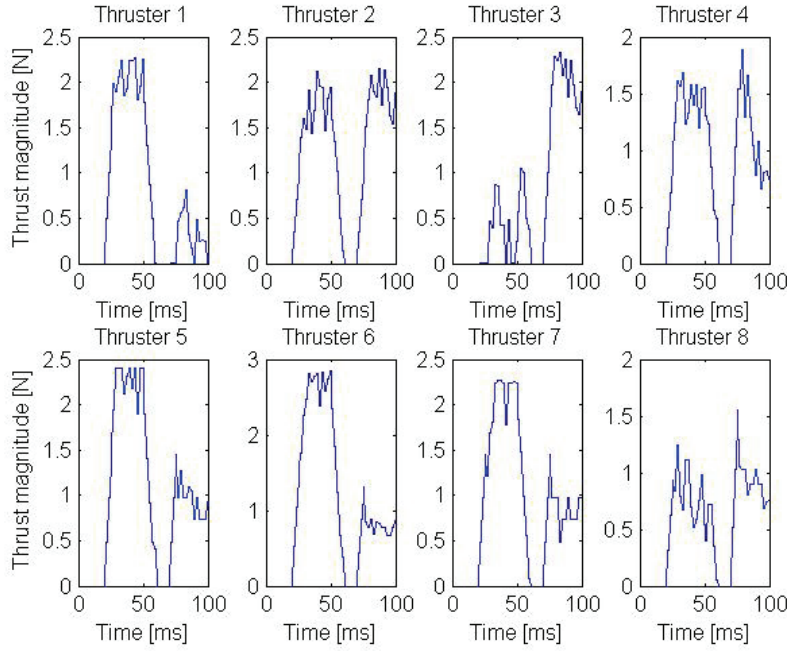 Thruster 1 Thruster 2 Thruster 3 Thruster 4
Thrust magnitude [N]
2.5 2.5 2.5 2
2 2 2 1.5
1.5 1.5 1.5 1
1 1 1
0.5 0.5 0.5 0.5
0 0 0 0
0 50 100 0 50 100 0 50 100 0 50 100
Time [ms] Time [ms] Time [ms] Time [ms]
Thruster 5 Thruster 6 Thruster 7 Thruster 8
Thrust magnitude [N]
2.5 3 2.5 2
2 2 2 1.5
1.5 1.5 1
1 1 1
0.5 0.5 0.5
0 0 0 0
0 50 100 0 50 100 0 50 100 0 50 100
Time [ms] Time [ms] Time [ms] Time [ms]